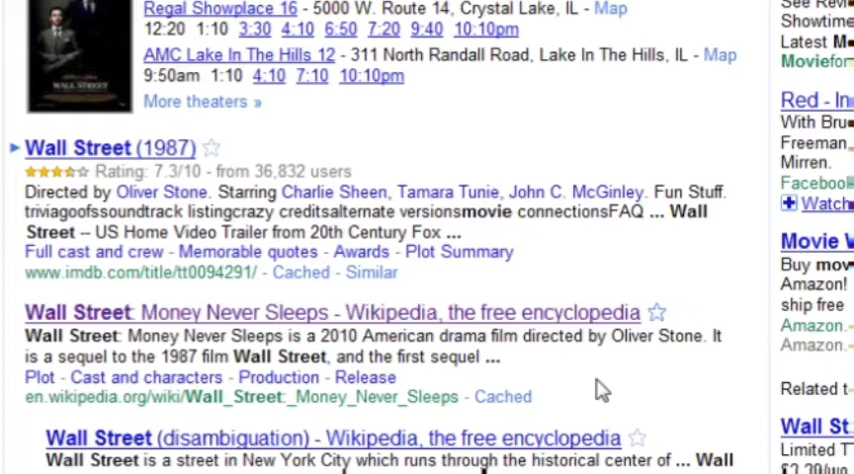 Regal Showplace 16 - 5000 W. Route 14, Crystal Lake, IL - Map
12:20 1:10 3:30 4:10 6:50 7:20 9:40 10:10pm
AMC Lake In The Hills 12 - 311 North Randall Road, Lake In The Hills, IL - Map
9:50am 1:10 4:10 7:10 10:10pm
More theaters »
WALL STREET
Wall Street (1987)
Rating: 7.3/10 - from 36,832 users
Directed by Oliver Stone. Starring Charlie Sheen, Tamara Tunie, John C. McGinley. Fun Stuff.
triviagoofssoundtrack listingcrazy creditsalternate versionsmovie connectionsFAQ ... Wall
Street -- US Home Video Trailer from 20th Century Fox ...
Full cast and crew - Memorable quotes - Awards - Plot Summary
www.imdb.com/title/tt0094291/ - Cached - Similar
Wall Street: Money Never Sleeps - Wikipedia, the free encyclopedia
Wall Street: Money Never Sleeps is a 2010 American drama film directed by Oliver Stone. It
is a sequel to the 1987 film Wall Street, and the first sequel ...
Plot - Cast and characters - Production - Release
en.wikipedia.org/wiki/Wall_Street:_Money_Never_Sleeps - Cached
Wall Street (disambiguation) - Wikipedia, the free encyclopedia
Wall Street is a street in New York City which runs through the historical center of ... Wall
See Revi
Showtime
Latest M
Moviefon
Red - In
With Bru
Freeman,
Mirren.
Faceboo
Watch
Movie
Buy mov
Amazon!
ship free
Amazon.
Amazon.
Related t
Wall St
Limited T